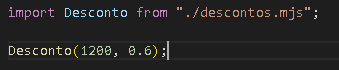 import Desconto from "./descontos.mjs";
Desconto(1200, 0.6);